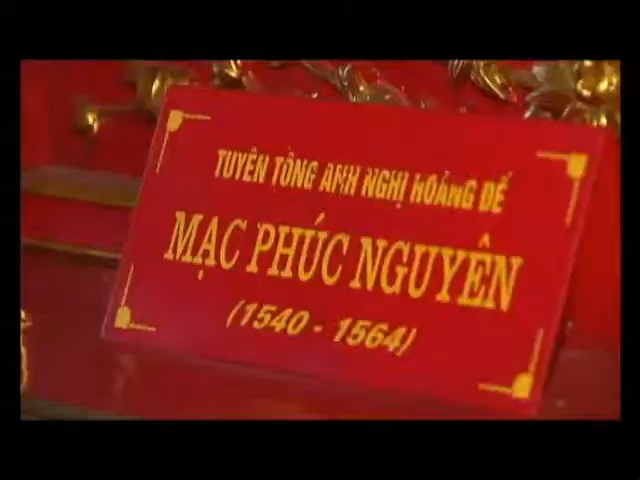 TUYÊN TÔNG ANH NGHỊ HOÀNG ĐẾ
MẠC PHÚC NGUYÊN
(1540 - 1564)